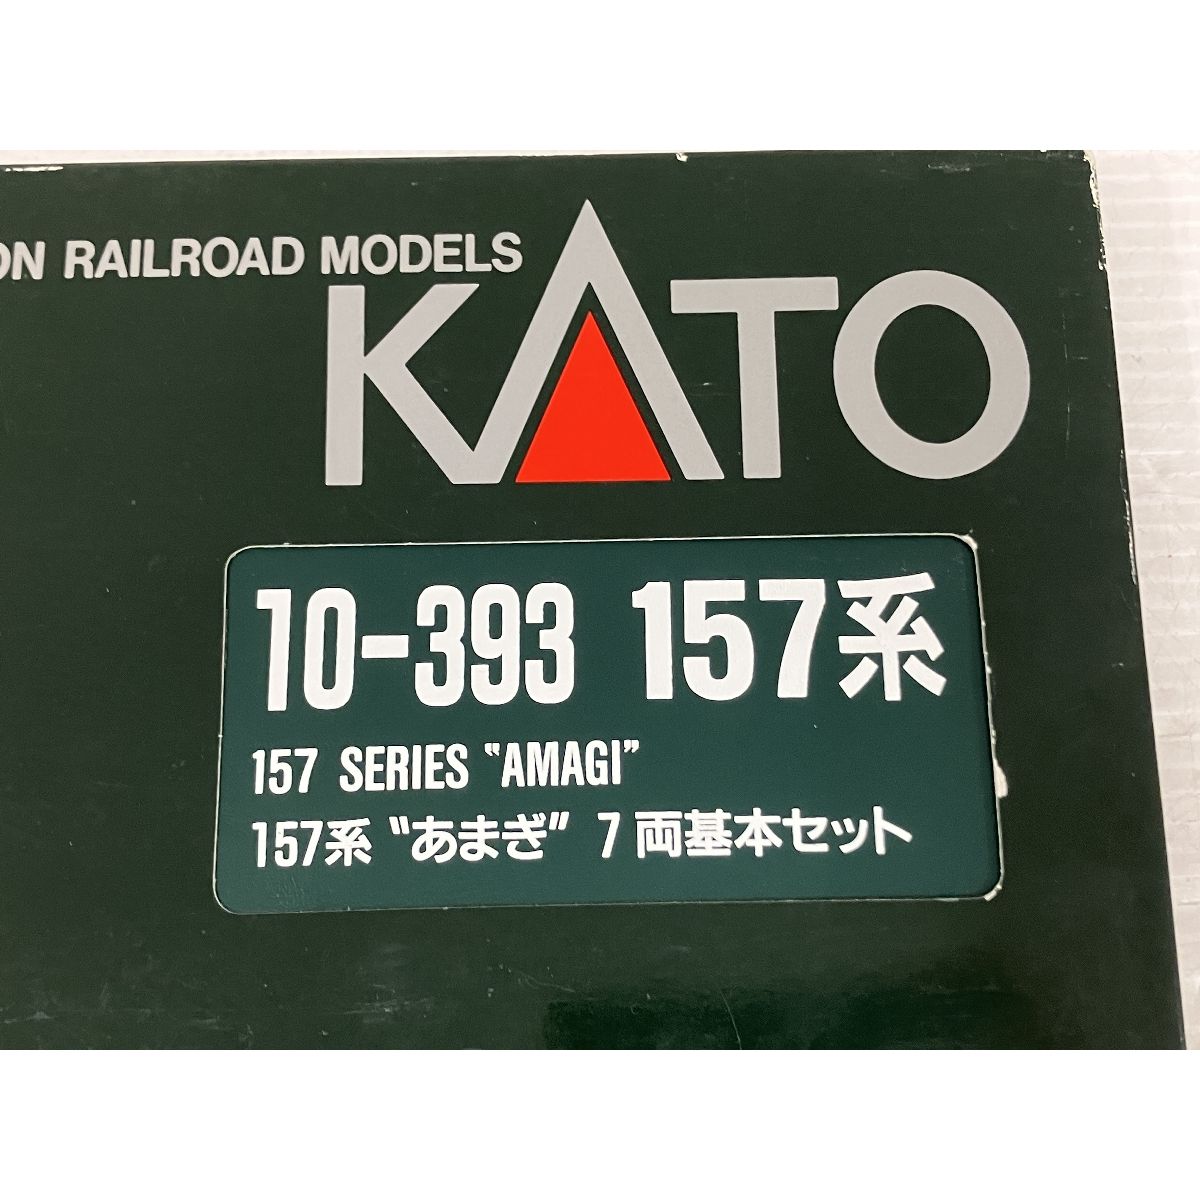 RAILROAD MODELS
KATO
10-393 157系
157 SERIES "AMAGI"
157系 "あまぎ" 7両基本セット